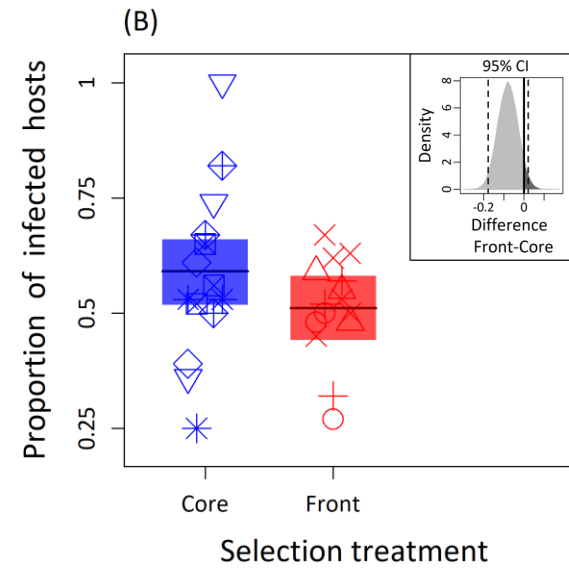 (B)
Proportion of infected hosts
1
0.75
0.5
0.25
Core
Front
Selection treatment
95% CI
Density
8
6
4
2
0
-0.2
0
Difference
Front-Core